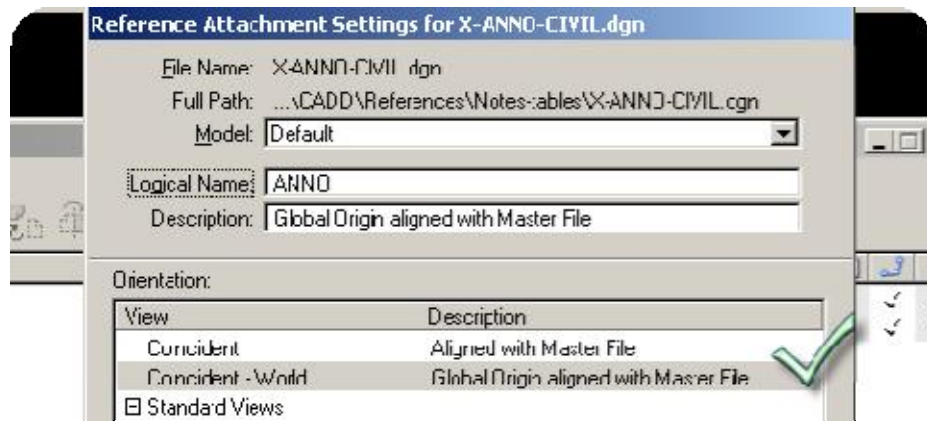 Reference Attachment Settings for X-ANNO-CIVIL.dgn
File Name: X-ANNO-CIVIL.dgn
Full Path: ...\CADD\References\Notes-tables\X-ANNO-CIVIL.dgn
Model: Default
Logical Name: ANNO
Description: Global Origin aligned with Master File
Orientation:
View Description
Coincident Aligned with Master File
Coincident - World Global Origin aligned with Master File
Standard Views